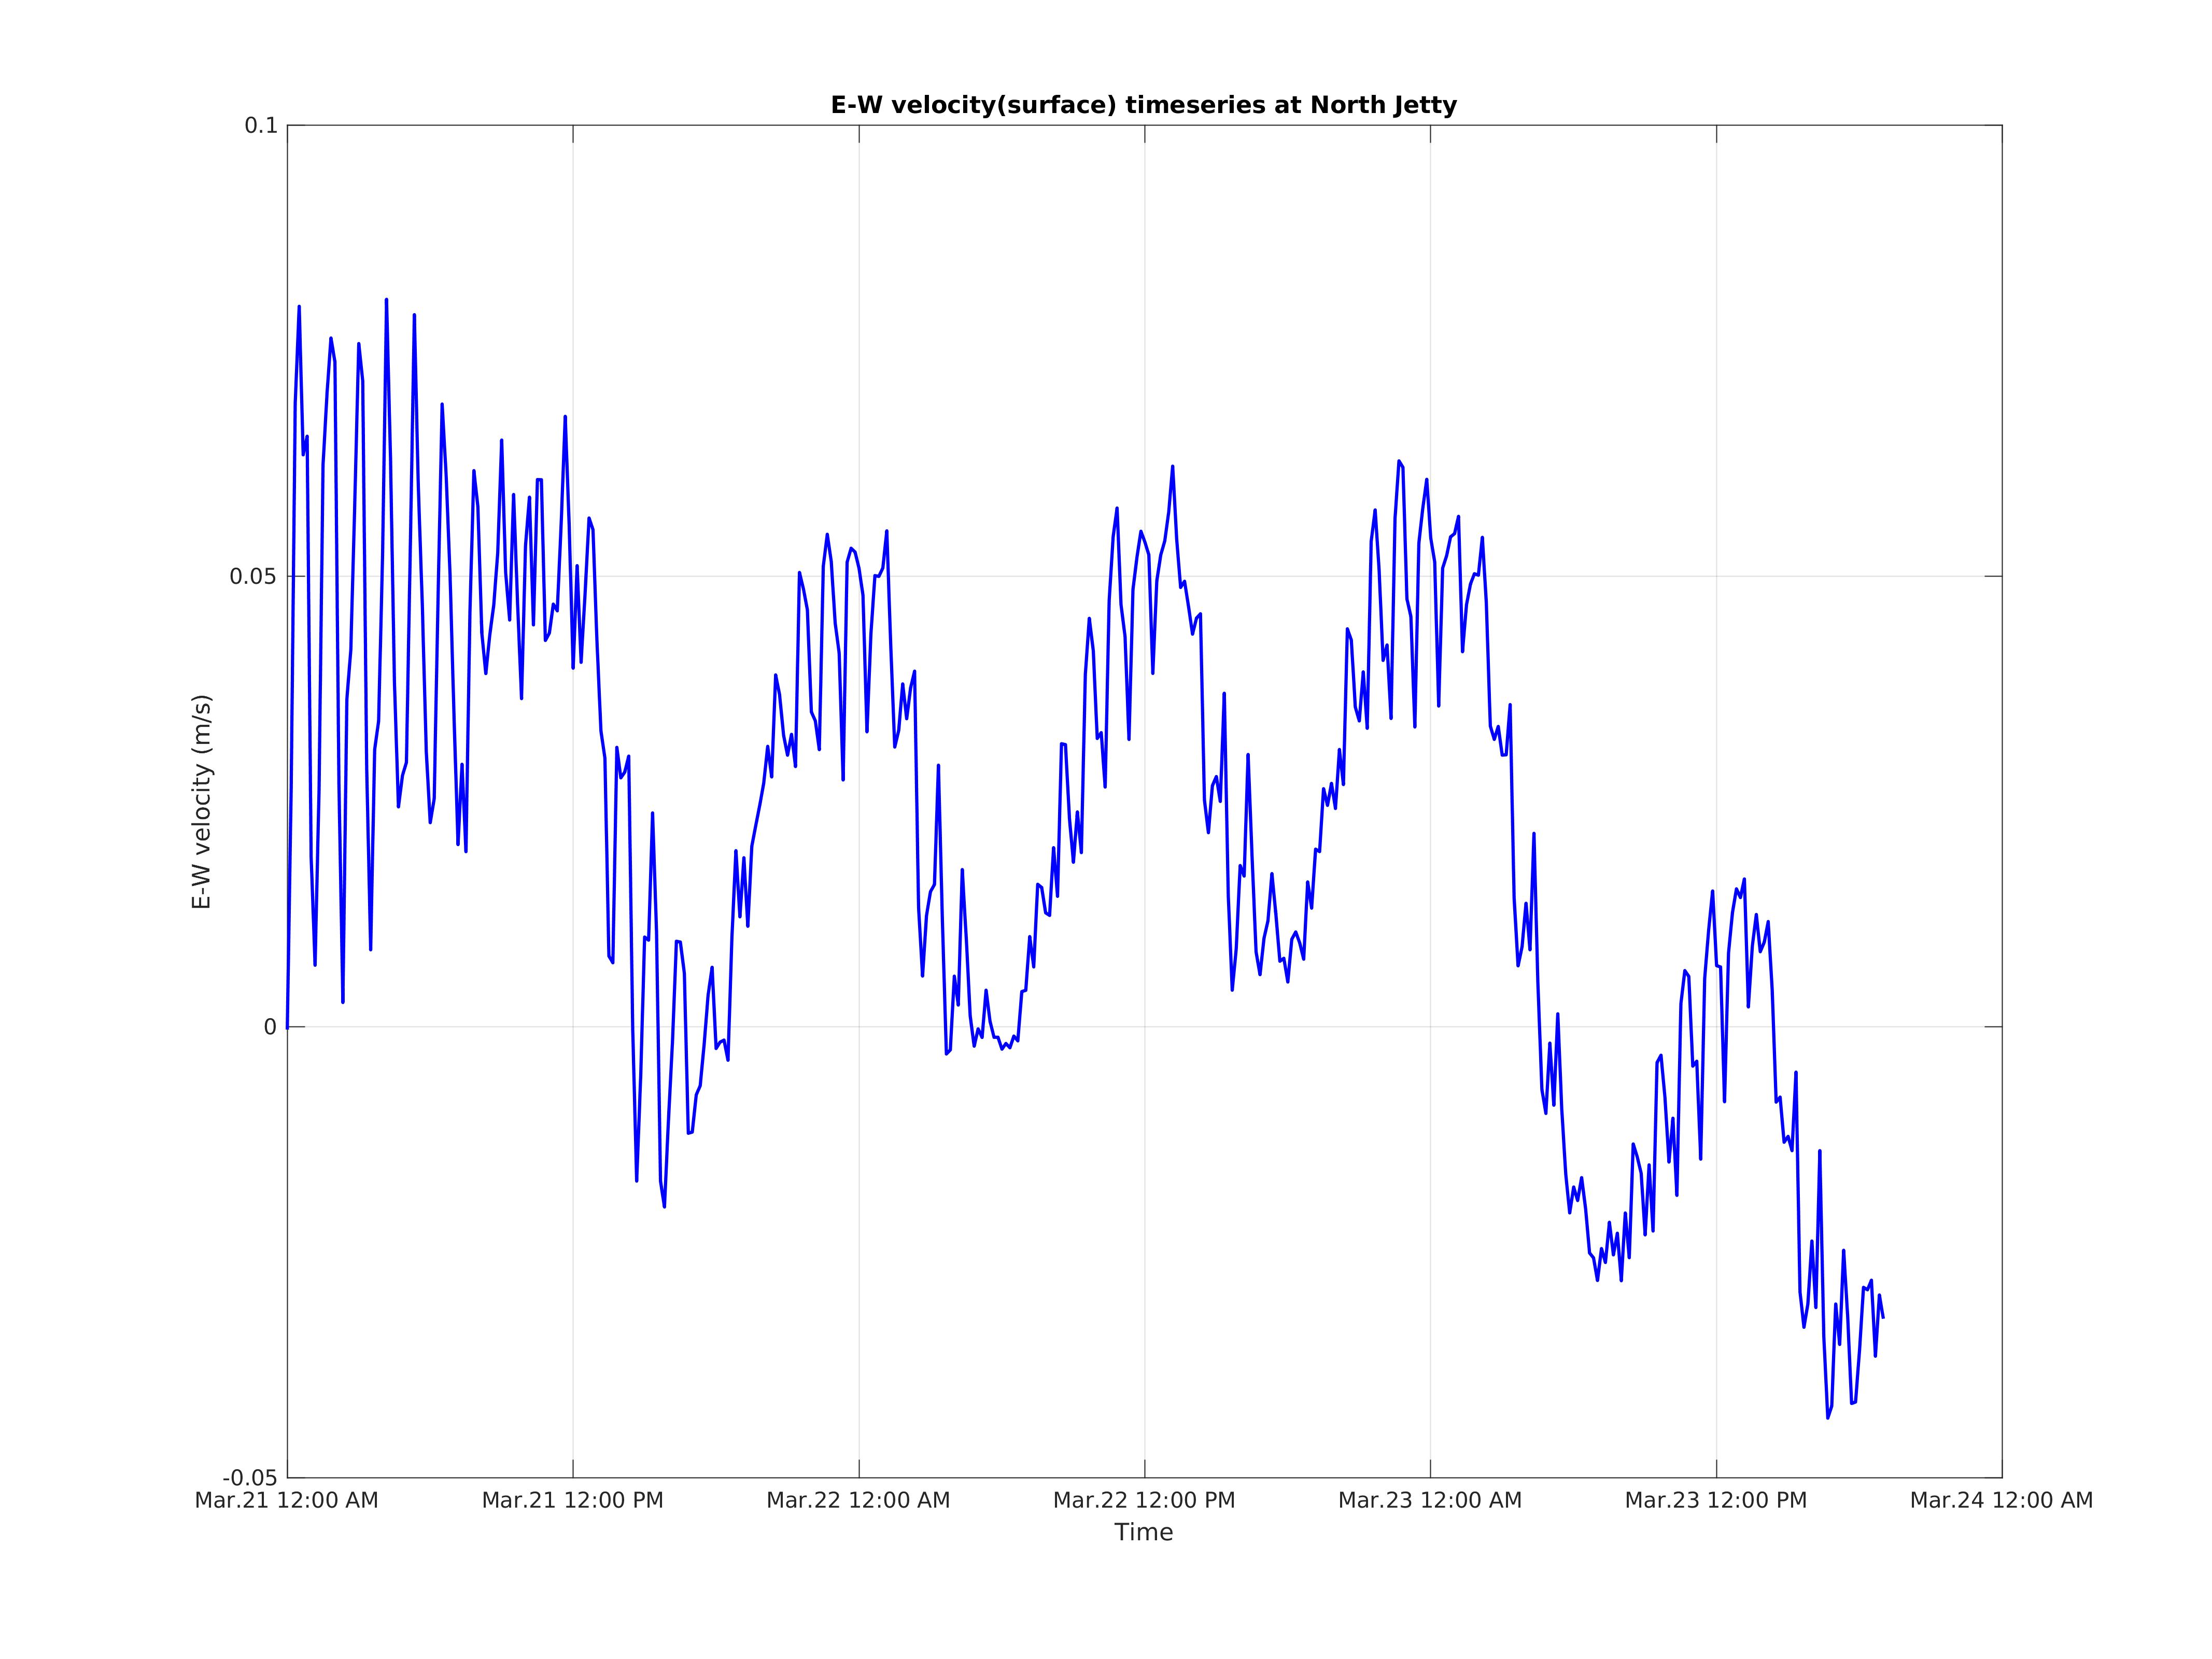 E-W velocity(surface) timeseries at North Jetty
0.1
0.05
0
-0.05
E-W velocity (m/s)
Mar.21 12:00 AM Mar.21 12:00 PM Mar.22 12:00 AM Mar.22 12:00 PM Mar.23 12:00 AM Mar.23 12:00 PM Mar.24 12:00 AM
Time